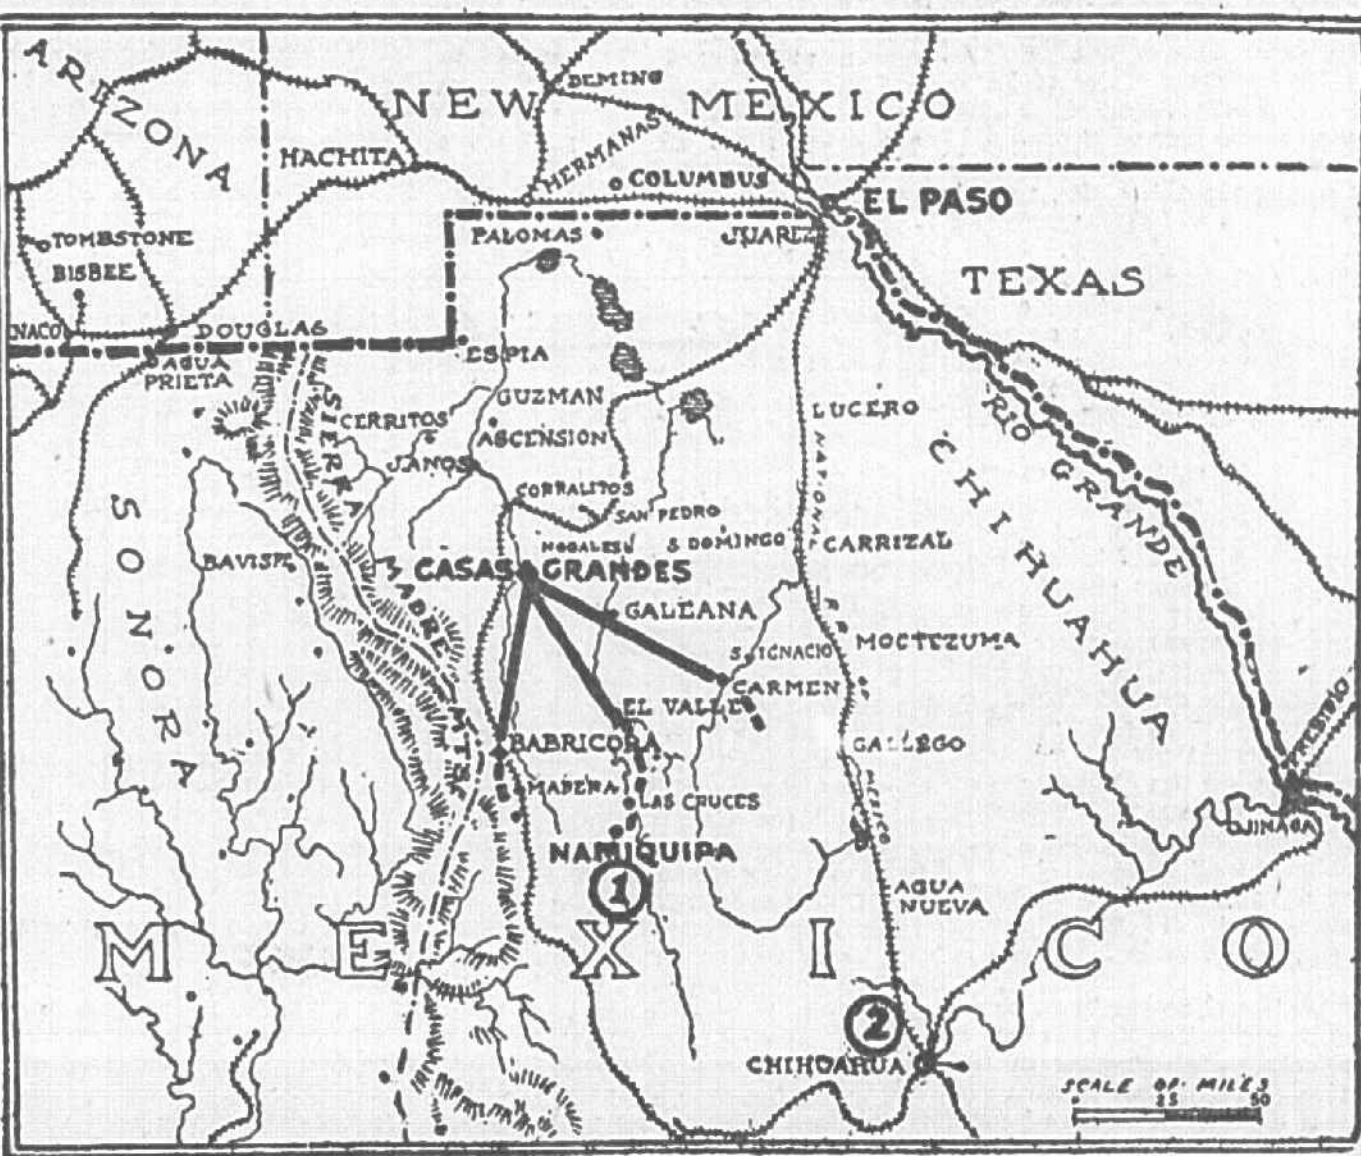 ARIZONA
NEW MEXICO
DEMING
HERMANAS
HACHITA
COLUMBUS
EL PASO
TOMBSTONE
BISBEE
PALOMAS
JUAREZ
TEXAS
NACO
DOUGLAS
AGUA
PRIETA
ESPIA
GUZMAN
SIERRA MADRE MTS.
CERRITOS
ASCENSION
LUCERO
RIO GRANDE
JANOS
CHIHUAHUA
SONORA
CORRALITOS
SAN PEDRO
S. DOMINGO
NATIONAL
CARRIZAL
NOGALES
BAVISPE
CASAS GRANDES
GALEANA
MOCTEZUMA
S. IGNACIO
CARMEN
EL VALLE
BABRICORA
GALLEGO
PRESIDIO
MADERA
LAS CRUCES
MEXICO
OJINAGA
NAMIQUIPA
1
AGUA
NUEVA
MEXICO
2
CHIHUAHUA
SCALE OF MILES
25 50